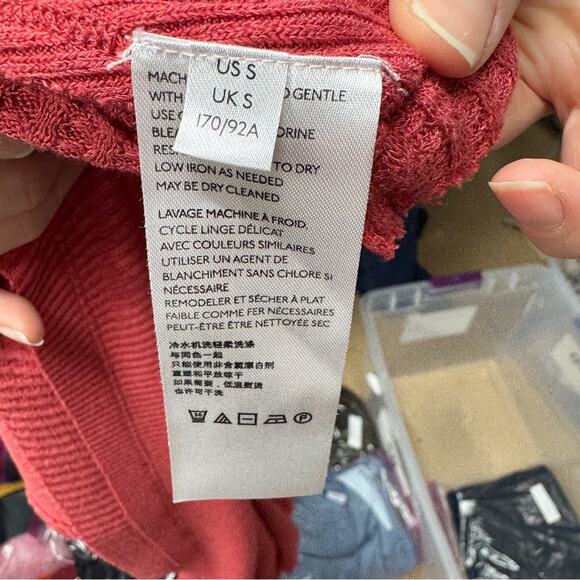 US S
UK S
170/92A
MACH
WITH D GENTLE
USE
BLE ORINE
RES TO DRY
LOW IRON AS NEEDED
MAY BE DRY CLEANED
LAVAGE MACHINE À FROID,
CYCLE LINGE DÉLICAT
AVEC COULEURS SIMILAIRES
UTILISER UN AGENT DE
BLANCHIMENT SANS CHLORE SI
NÉCESSAIRE
REMODELER ET SÉCHER À PLAT
FAIBLE COMME FER NÉCESSAIRES
PEUT-ÊTRE ÊTRE NETTOYÉE SEC
冷水机洗轻柔洗涤
与同色一起
只能使用非含氯漂白剂
重塑和平放晾干
如果需要，低温熨烫
也许可干洗
30
P